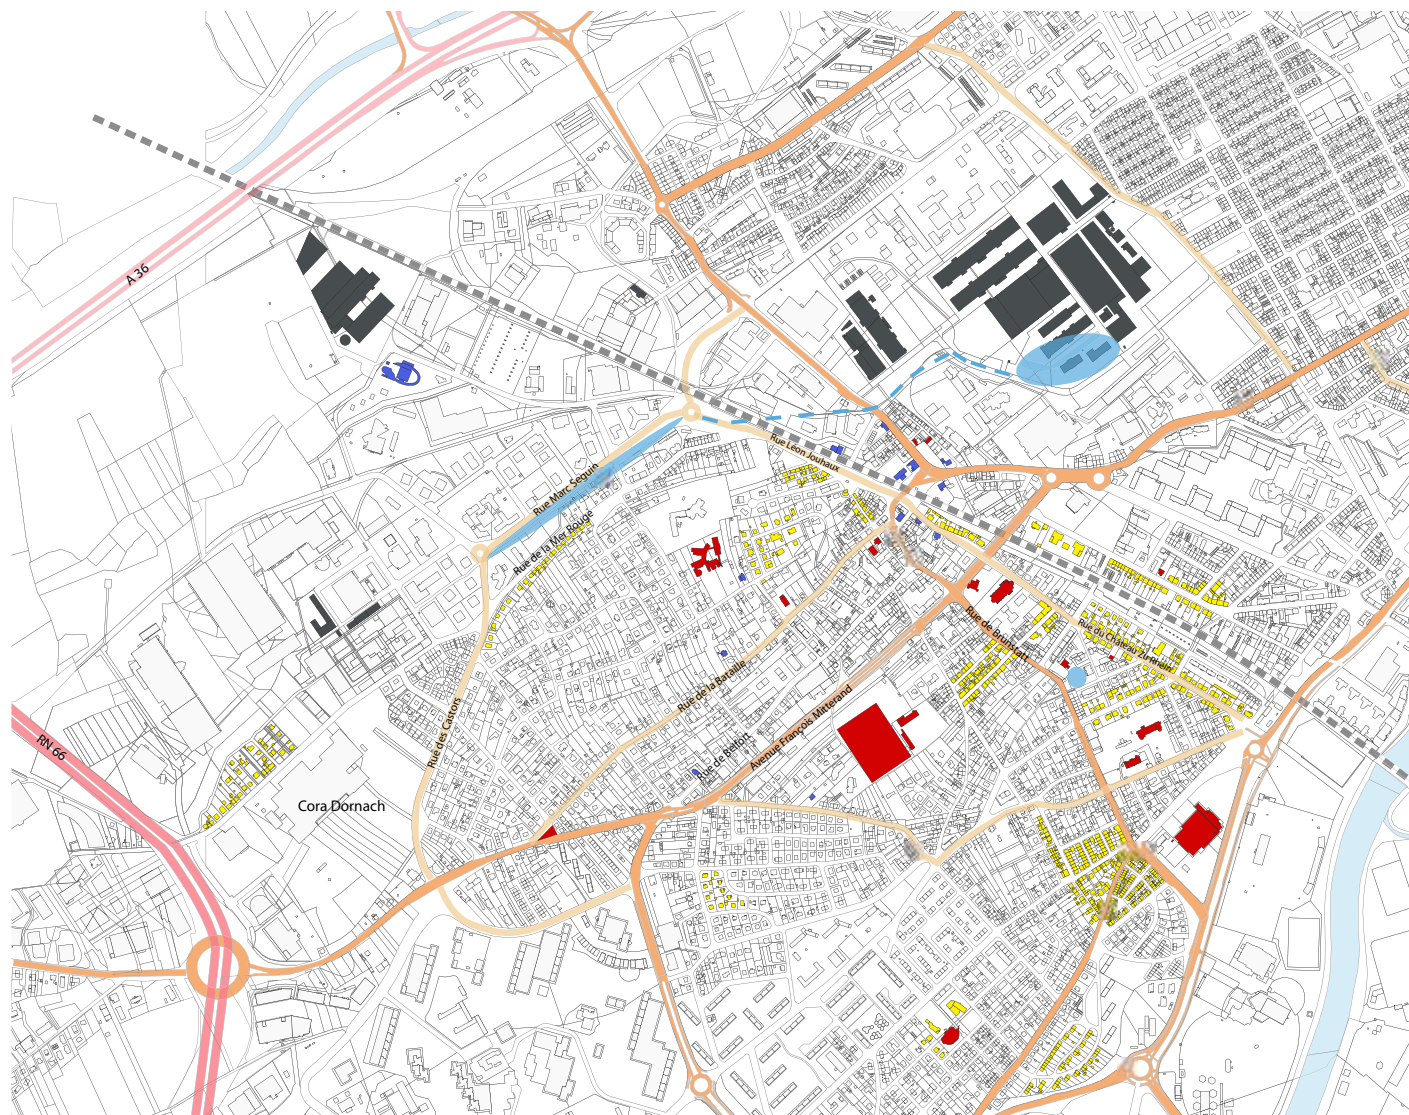 A 36
Rue Léon Jouhaux
Rue Marc Seguin
Rue de la Mer Rouge
Rue de Brunstatt
Rue du Château Zu Rhein
Rue de la Bataille
Rue des Castors
Avenue François Mitterand
Rue de Belfort
RN 66
Cora Dornach